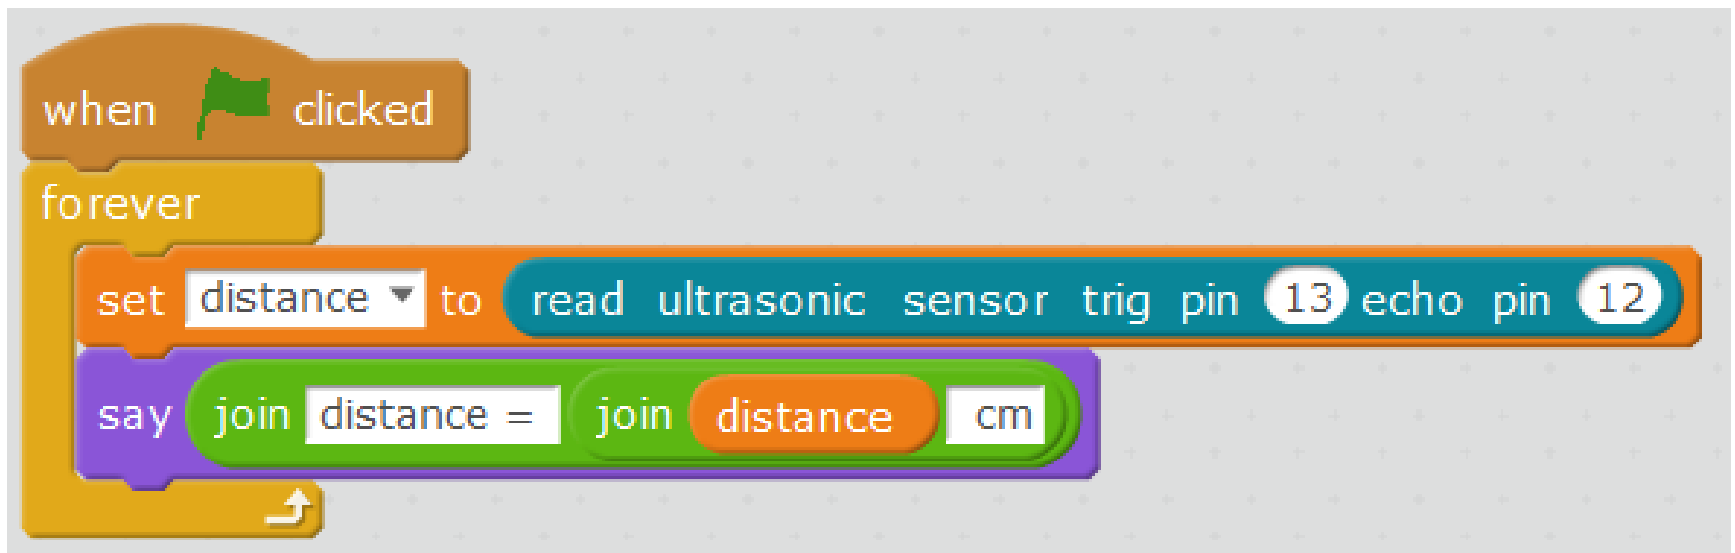 when clicked
forever
set distance to read ultrasonic sensor trig pin 13 echo pin 12
say join distance = join distance cm